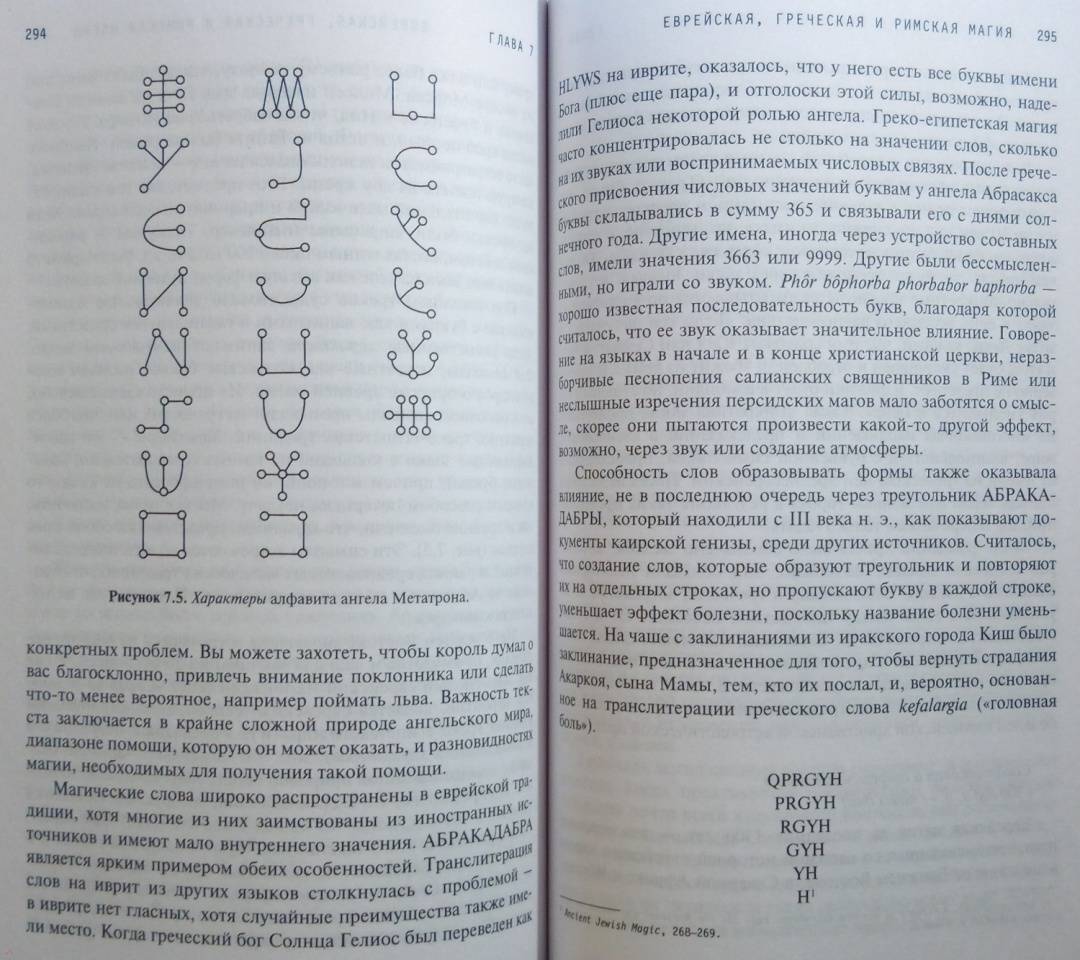 294
ГЛАВА 7
Рисунок 7.5. Характеры алфавита ангела Метатрона.
конкретных проблем. Вы можете захотеть, чтобы король думал о
вас благосклонно, привлечь внимание поклонника или сделать
что-то менее вероятное, например поймать льва. Важность тек-
ста заключается в крайне сложной природе ангельского мира,
диапазоне помощи, которую он может оказать, и разновидностях
магии, необходимых для получения такой помощи.
Магические слова широко распространены в еврейской тра-
диции, хотя многие из них заимствованы из иностранных ис-
точников и имеют мало внутреннего значения. АБРАКАДАБРА
является ярким примером обеих особенностей. Транслитерация
слов на иврит из других языков столкнулась с проблемой –
в иврите нет гласных, хотя случайные преимущества также име-
ли место. Когда греческий бог Солнца Гелиос был переведен как
ЕВРЕЙСКАЯ, ГРЕЧЕСКАЯ И РИМСКАЯ МАГИЯ 295
HLYWS на иврите, оказалось, что у него есть все буквы имени
Бога (плюс еще пара), и отголоски этой силы, возможно, наде-
лили Гелиоса некоторой ролью ангела. Греко-египетская магия
часто концентрировалась не столько на значении слов, сколько
на их звуках или воспринимаемых числовых связях. После грече-
ского присвоения числовых значений буквам у ангела Абрасакса
буквы складывались в сумму 365 и связывали его с днями сол-
нечного года. Другие имена, иногда через устройство составных
слов, имели значения 3663 или 9999. Другие были бессмыслен-
ными, но играли со звуком. Phôr bôphorba phorbabor baphorba —
хорошо известная последовательность букв, благодаря которой
считалось, что ее звук оказывает значительное влияние. Говоре-
ние на языках в начале и в конце христианской церкви, нераз-
борчивые песнопения салианских священников в Риме или
неслышные изречения персидских магов мало заботятся о смыс-
ле, скорее они пытаются произвести какой-то другой эффект,
возможно, через звук или создание атмосферы.
Способность слов образовывать формы также оказывала
влияние, не в последнюю очередь через треугольник АБРАКА-
ДАБРЫ, который находили с III века н. э., как показывают до-
кументы каирской генизы, среди других источников. Считалось,
что создание слов, которые образуют треугольник и повторяют
их на отдельных строках, но пропускают букву в каждой строке,
уменьшает эффект болезни, поскольку название болезни умень-
шается. На чаше с заклинаниями из иракского города Киш было
заклинание, предназначенное для того, чтобы вернуть страдания
Акаркоя, сына Мамы, тем, кто их послал, и, вероятно, основан-
ное на транслитерации греческого слова kefalargia («головная
боль»).
QPRGYH
PRGYH
RGYH
GYH
YH
H¹
¹ Ancient Jewish Magic, 268–269.